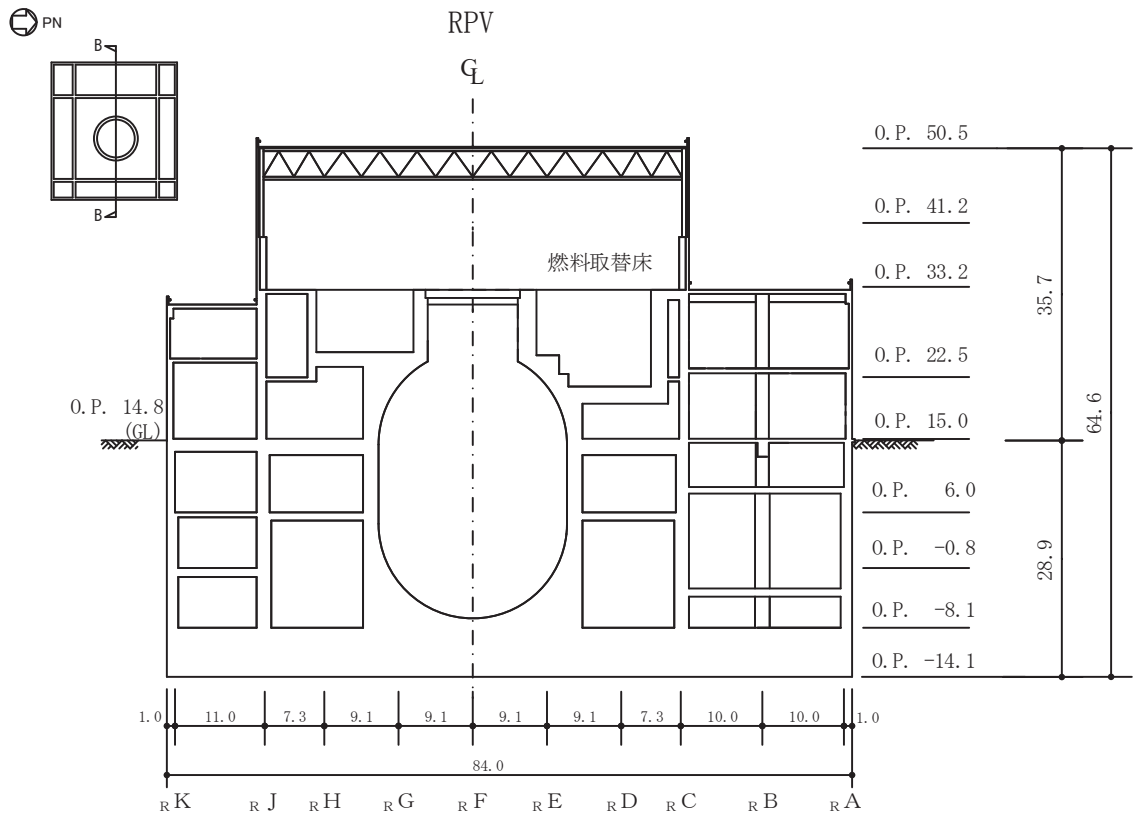 PN
RPV
B
CL
B
O.P. 50.5
O.P. 41.2
燃料取替床
O.P. 33.2
35.7
O.P. 22.5
64.6
O.P. 14.8
(GL)
O.P. 15.0
O.P. 6.0
28.9
O.P. -0.8
O.P. -8.1
O.P. -14.1
1.0 11.0 7.3 9.1 9.1 9.1 9.1 7.3 10.0 10.0 1.0
84.0
RK RJ RH RG RF RE RD RC RB RA